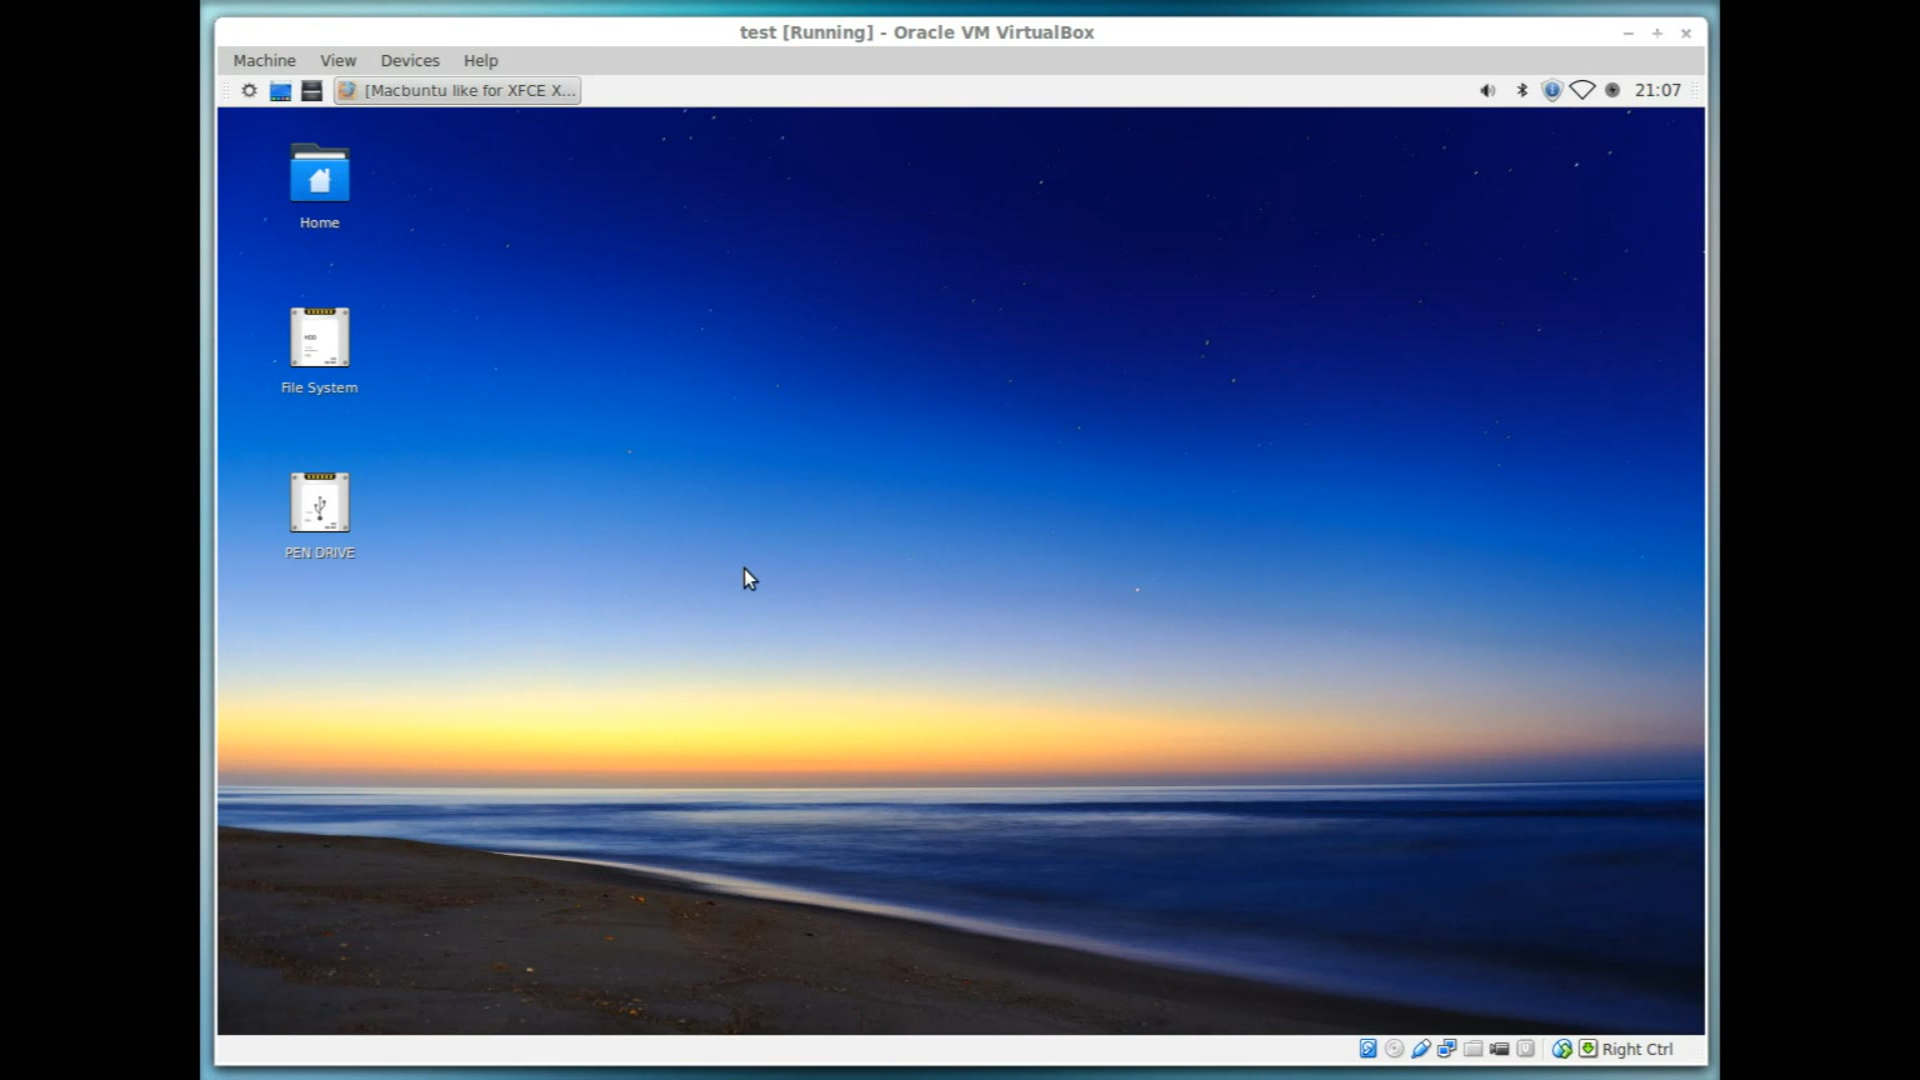 test [Running] - Oracle VM VirtualBox
Machine View Devices Help
[Macbuntu like for XFCE X... 21:07
Home
HDD
File System
PEN DRIVE
Right Ctrl